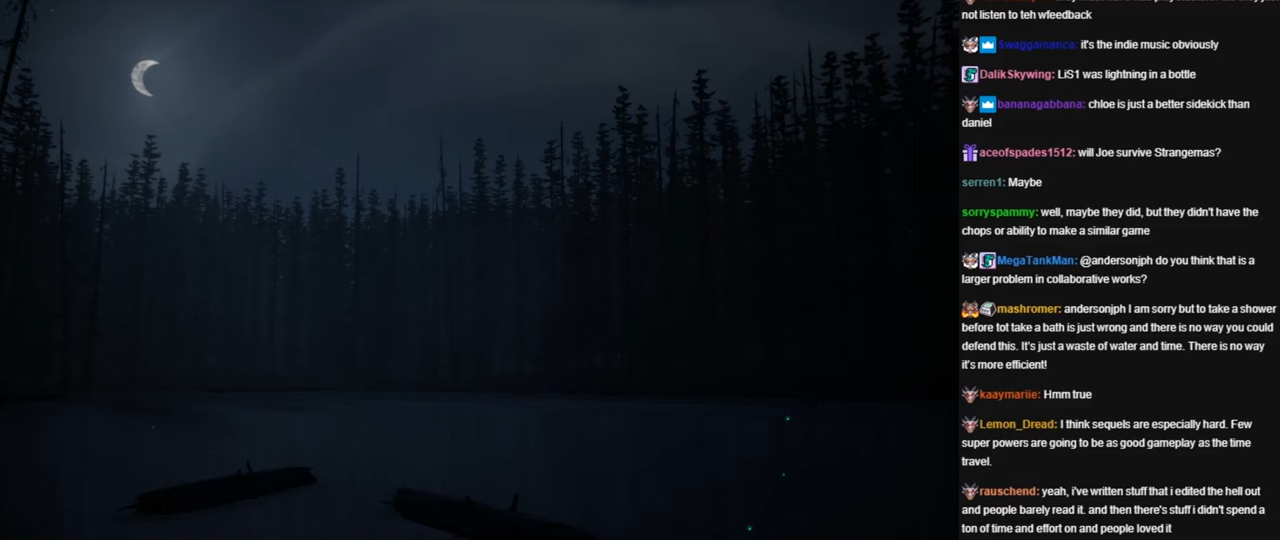 not listen to teh wfeedback
Swaggamanca: it's the indie music obviously
DalikSkywing: LiS1 was lightning in a bottle
bananagabbana: chloe is just a better sidekick than
daniel
aceofspades1512: will Joe survive Strangemas?
serren1: Maybe
sorryspammy: well, maybe they did, but they didn't have the
chops or ability to make a similar game
MegaTankMan: @andersonjph do you think that is a
larger problem in collaborative works?
mashromer: andersonjph I am sorry but to take a shower
before tot take a bath is just wrong and there is no way you could
defend this. It's just a waste of water and time. There is no way
it's more efficient!
kaaymariie: Hmm true
Lemon_Dread: I think sequels are especially hard. Few
super powers are going to be as good gameplay as the time
travel.
rauschend: yeah, i've written stuff that i edited the hell out
and people barely read it. and then there's stuff i didn't spend a
ton of time and effort on and people loved it